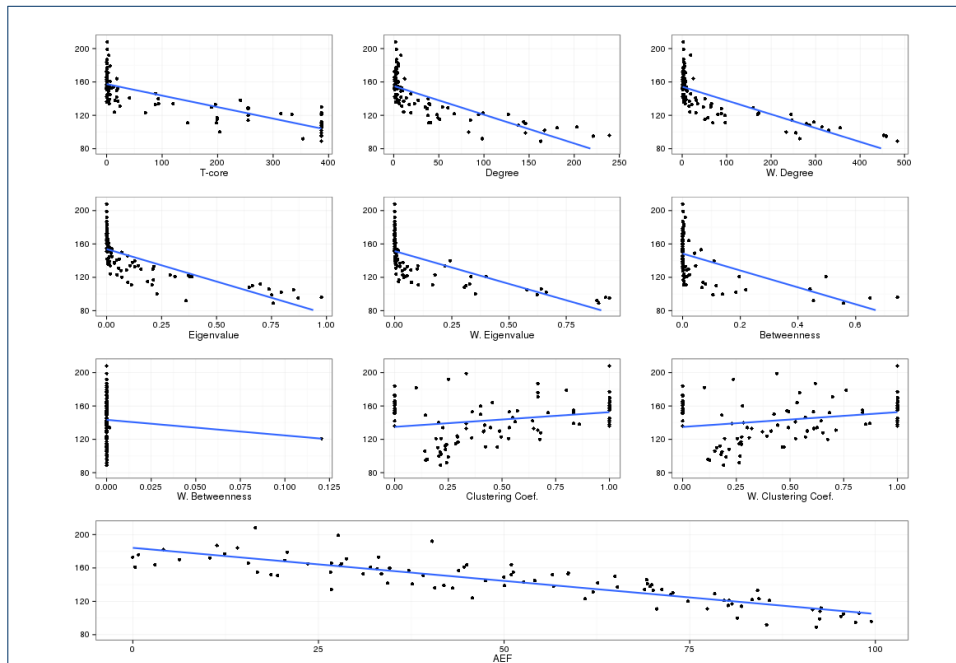 200
160
120
80
0 100 200 300 400
T-core
200
160
120
80
0 50 100 150 200 250
Degree
200
160
120
80
0 100 200 300 400 500
W. Degree
200
160
120
80
0.00 0.25 0.50 0.75 1.00
Eigenvalue
200
160
120
80
0.00 0.25 0.50 0.75
W. Eigenvalue
200
160
120
80
0.0 0.2 0.4 0.6
Betweenness
200
160
120
80
0.000 0.025 0.050 0.075 0.100 0.125
W. Betweenness
200
160
120
80
0.00 0.25 0.50 0.75 1.00
Clustering Coef.
200
160
120
80
0.00 0.25 0.50 0.75 1.00
W. Clustering Coef.
200
160
120
80
0 25 50 75 100
AEF